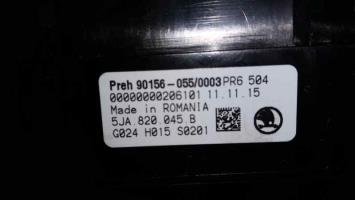 Preh 90156-055/0003 PR6 504
00000000206101 11.11.15
Made in ROMANIA
5JA.820.045.B
G024 H015 S0201